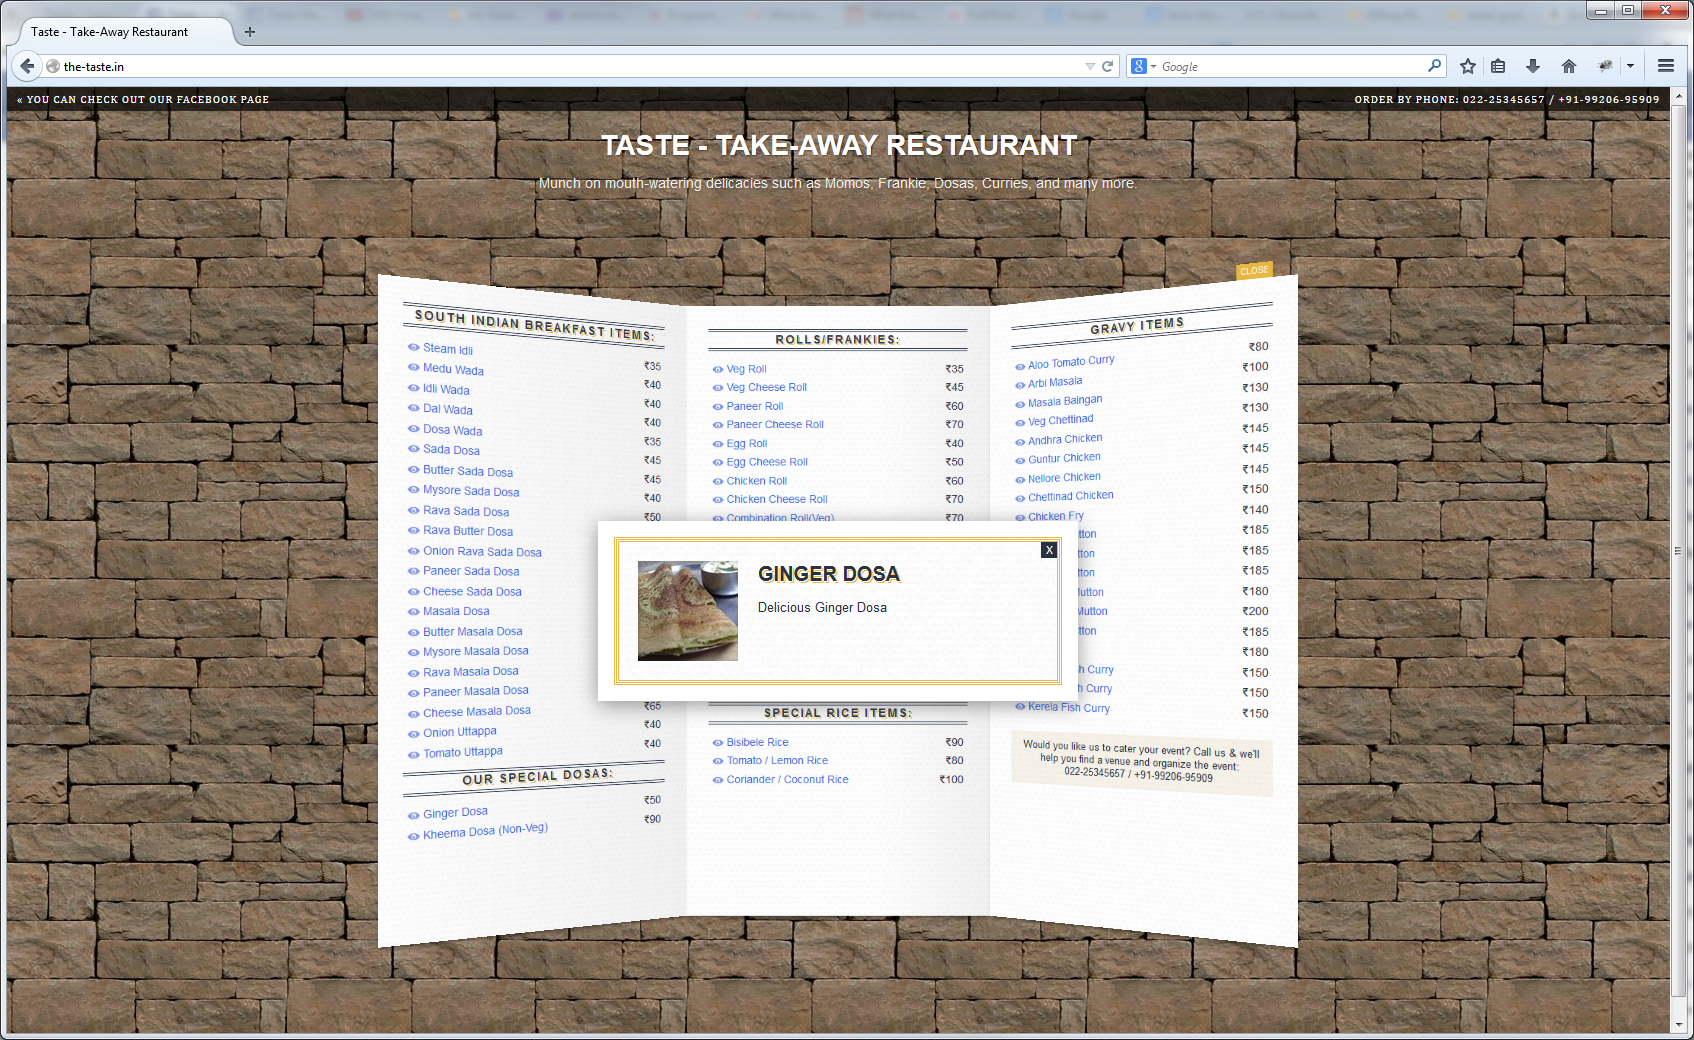 Taste - Take-Away Restaurant
the-taste.in
Google
« YOU CAN CHECK OUT OUR FACEBOOK PAGE
ORDER BY PHONE: 022-25345657 / +91-99206-95909
TASTE - TAKE-AWAY RESTAURANT
Munch on mouth-watering delicacies such as Momos, Frankie, Dosas, Curries, and many more.
CLOSE
SOUTH INDIAN BREAKFAST ITEMS:
Steam Idli
Medu Wada ₹35
Idli Wada ₹40
Dal Wada ₹40
Dosa Wada ₹40
Sada Dosa ₹35
Butter Sada Dosa ₹45
Mysore Sada Dosa ₹45
Rava Sada Dosa ₹40
Rava Butter Dosa ₹50
Onion Rava Sada Dosa
Paneer Sada Dosa
Cheese Sada Dosa
Masala Dosa
Butter Masala Dosa
Mysore Masala Dosa
Rava Masala Dosa
Paneer Masala Dosa
Cheese Masala Dosa ₹65
Onion Uttappa ₹40
Tomato Uttappa ₹40
OUR SPECIAL DOSAS:
Ginger Dosa ₹50
Kheema Dosa (Non-Veg) ₹90
ROLLS/FRANKIES:
Veg Roll ₹35
Veg Cheese Roll ₹45
Paneer Roll ₹60
Paneer Cheese Roll ₹70
Egg Roll ₹40
Egg Cheese Roll ₹50
Chicken Roll ₹60
Chicken Cheese Roll ₹70
Combination Roll(Veg) ₹70
X
GINGER DOSA
Delicious Ginger Dosa
SPECIAL RICE ITEMS:
Bisibele Rice ₹90
Tomato / Lemon Rice ₹80
Coriander / Coconut Rice ₹100
GRAVY ITEMS
₹80
Aloo Tomato Curry ₹100
Arbi Masala ₹130
Masala Baingan ₹130
Veg Chettinad ₹145
Andhra Chicken ₹145
Guntur Chicken ₹145
Nellore Chicken ₹150
Chettinad Chicken ₹140
Chicken Fry ₹185
tton ₹185
tton ₹185
tton ₹180
Mutton ₹200
Mutton ₹185
tton ₹180
h Curry ₹150
h Curry ₹150
Kerela Fish Curry ₹150
Would you like us to cater your event? Call us & we'll
help you find a venue and organize the event:
022-25345657 / +91-99206-95909